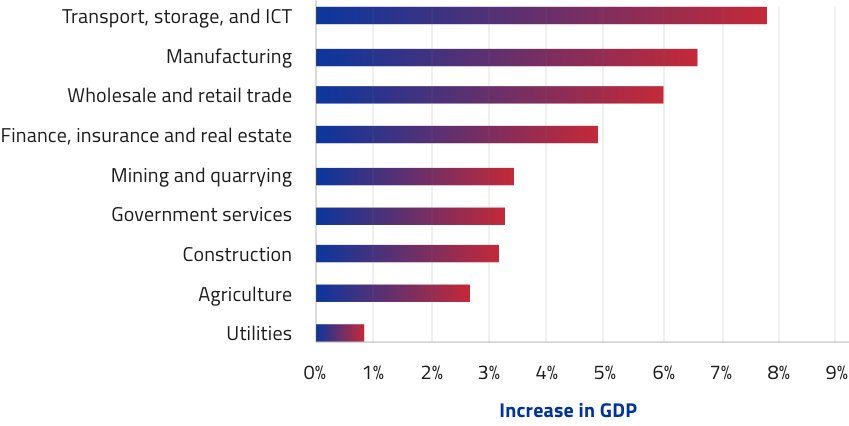 Transport, storage, and ICT
Manufacturing
Wholesale and retail trade
Finance, insurance and real estate
Mining and quarrying
Government services
Construction
Agriculture
Utilities
0% 1% 2% 3% 4% 5% 6% 7% 8% 9%
Increase in GDP